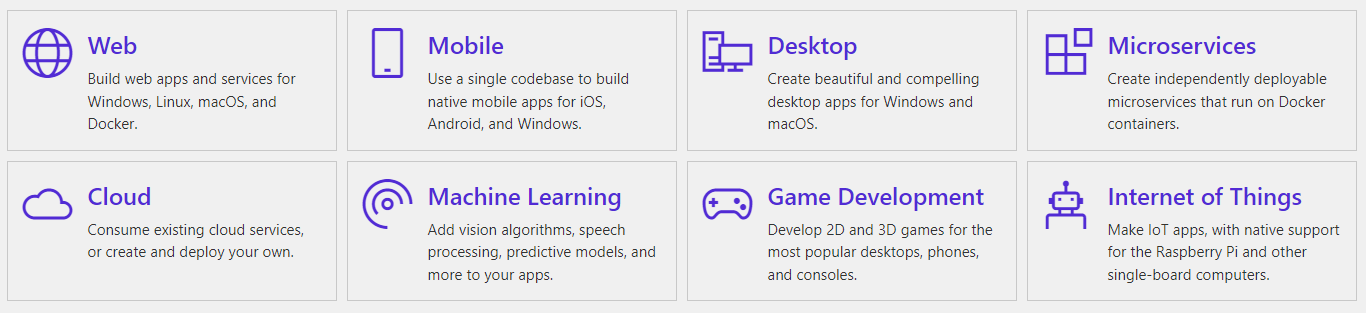 Web
Build web apps and services for
Windows, Linux, macOS, and
Docker.
Mobile
Use a single codebase to build
native mobile apps for iOS,
Android, and Windows.
Desktop
Create beautiful and compelling
desktop apps for Windows and
macOS.
Microservices
Create independently deployable
microservices that run on Docker
containers.
Cloud
Consume existing cloud services,
or create and deploy your own.
Machine Learning
Add vision algorithms, speech
processing, predictive models, and
more to your apps.
Game Development
Develop 2D and 3D games for the
most popular desktops, phones,
and consoles.
Internet of Things
Make IoT apps, with native support
for the Raspberry Pi and other
single-board computers.